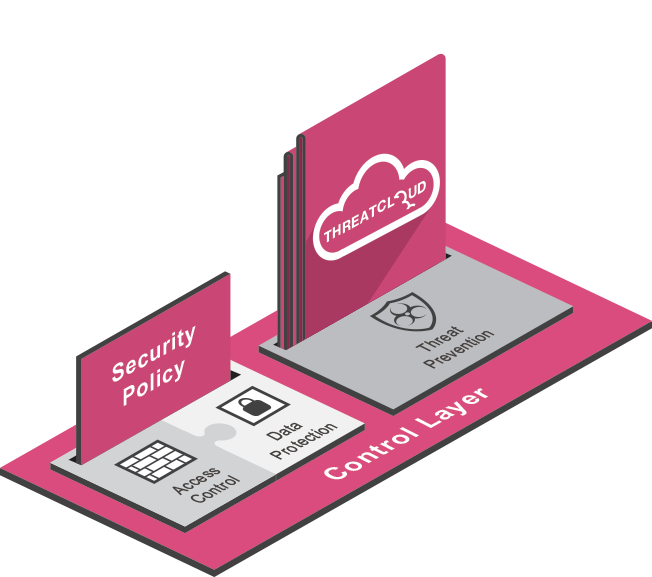 THREATCLOUD
Security
Policy
Threat
Prevention
Data
Protection
Access
Control
Control Layer